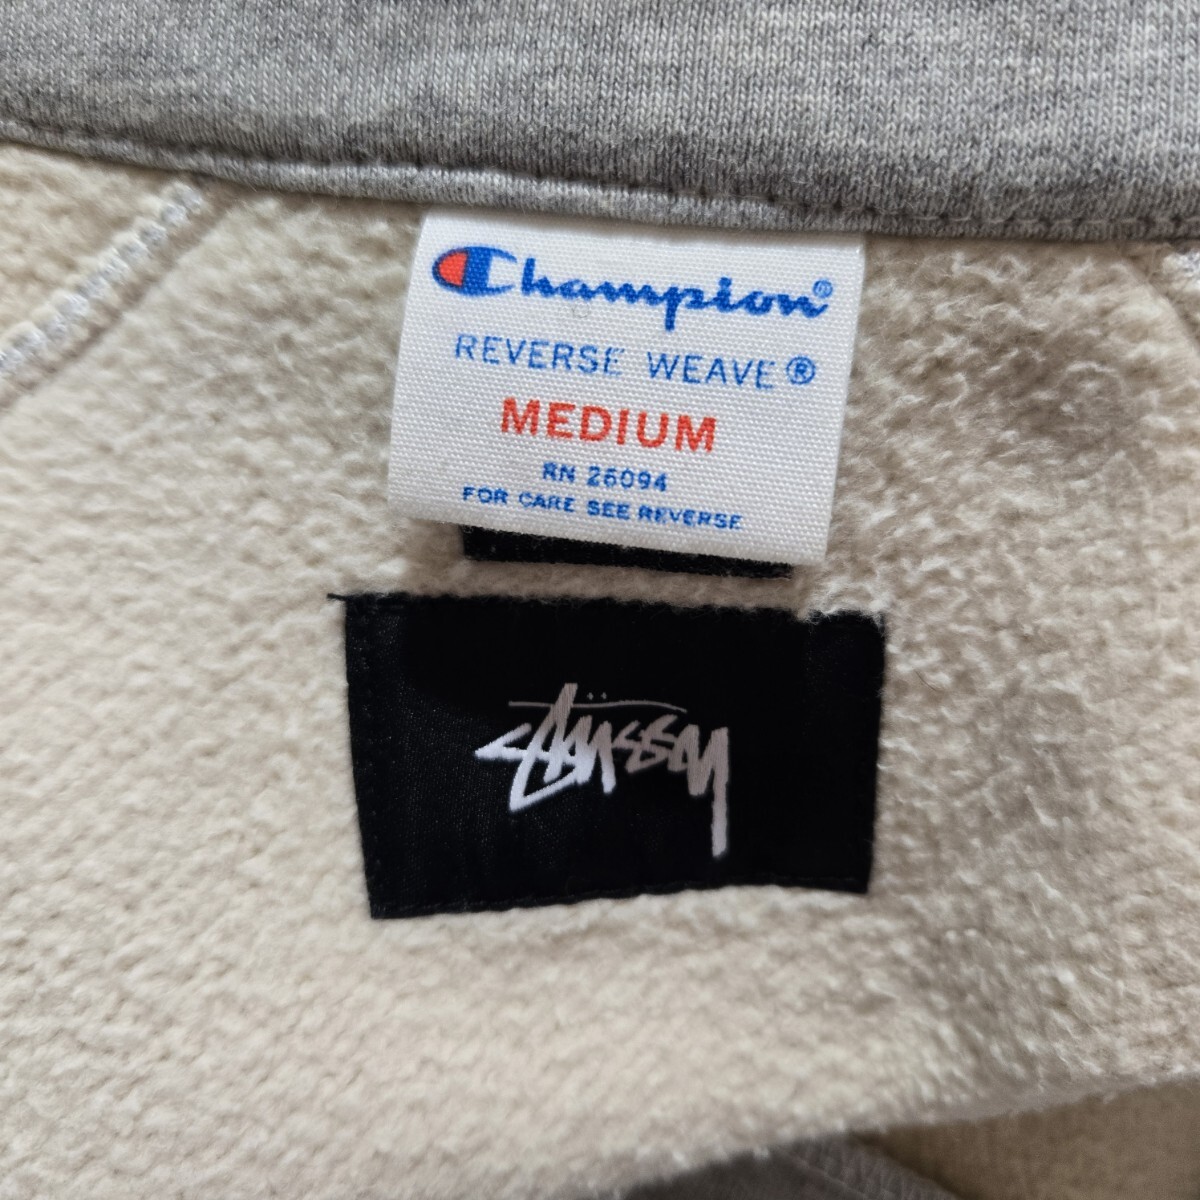 Champion®
REVERSE WEAVE®
MEDIUM
RN 26094
FOR CARE SEE REVERSE
Stüssy